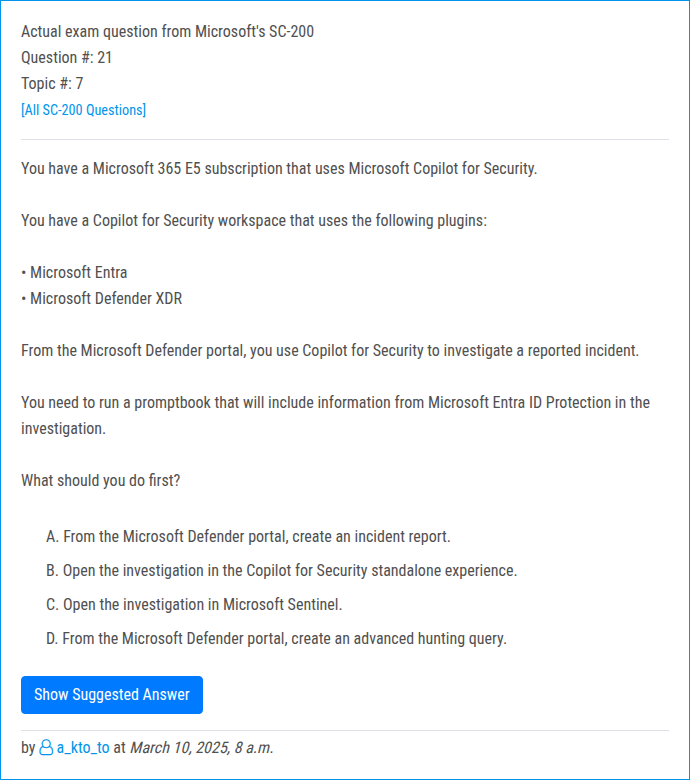 Actual exam question from Microsoft's SC-200
Question #: 21
Topic #: 7
[All SC-200 Questions]
You have a Microsoft 365 E5 subscription that uses Microsoft Copilot for Security.
You have a Copilot for Security workspace that uses the following plugins:
• Microsoft Entra
• Microsoft Defender XDR
From the Microsoft Defender portal, you use Copilot for Security to investigate a reported incident.
You need to run a promptbook that will include information from Microsoft Entra ID Protection in the
investigation.
What should you do first?
A. From the Microsoft Defender portal, create an incident report.
B. Open the investigation in the Copilot for Security standalone experience.
C. Open the investigation in Microsoft Sentinel.
D. From the Microsoft Defender portal, create an advanced hunting query.
Show Suggested Answer
by a_kto_to at March 10, 2025, 8 a.m.